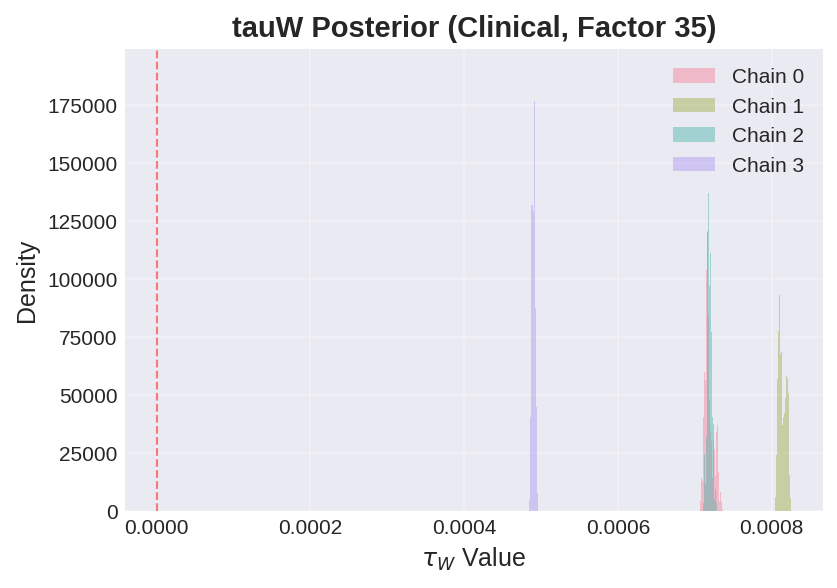 tauW Posterior (Clinical, Factor 35)
Chain 0
Chain 1
Chain 2
Chain 3
175000
150000
125000
100000
75000
50000
25000
0
Density
0.0000 0.0002 0.0004 0.0006 0.0008
τW Value